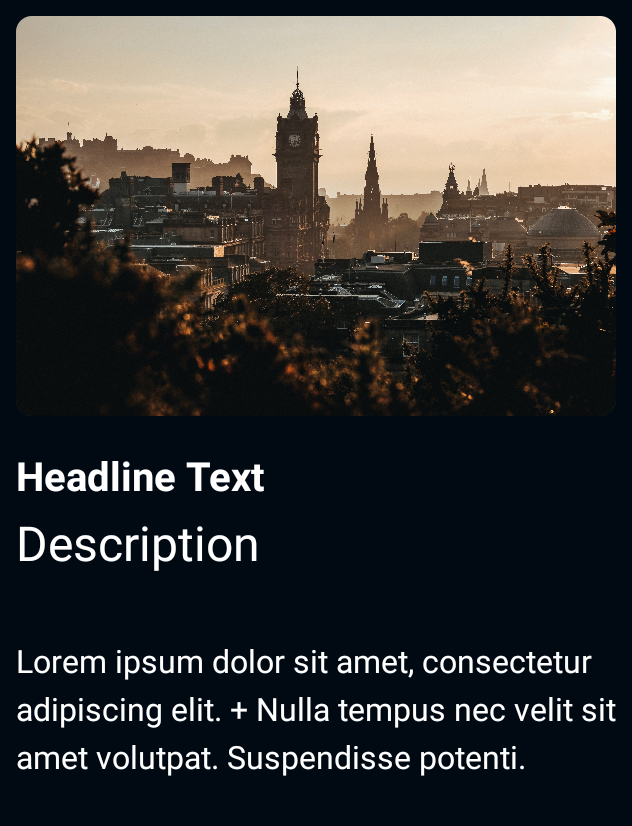 Headline Text
Description
Lorem ipsum dolor sit amet, consectetur
adipiscing elit. + Nulla tempus nec velit sit
amet volutpat. Suspendisse potenti.